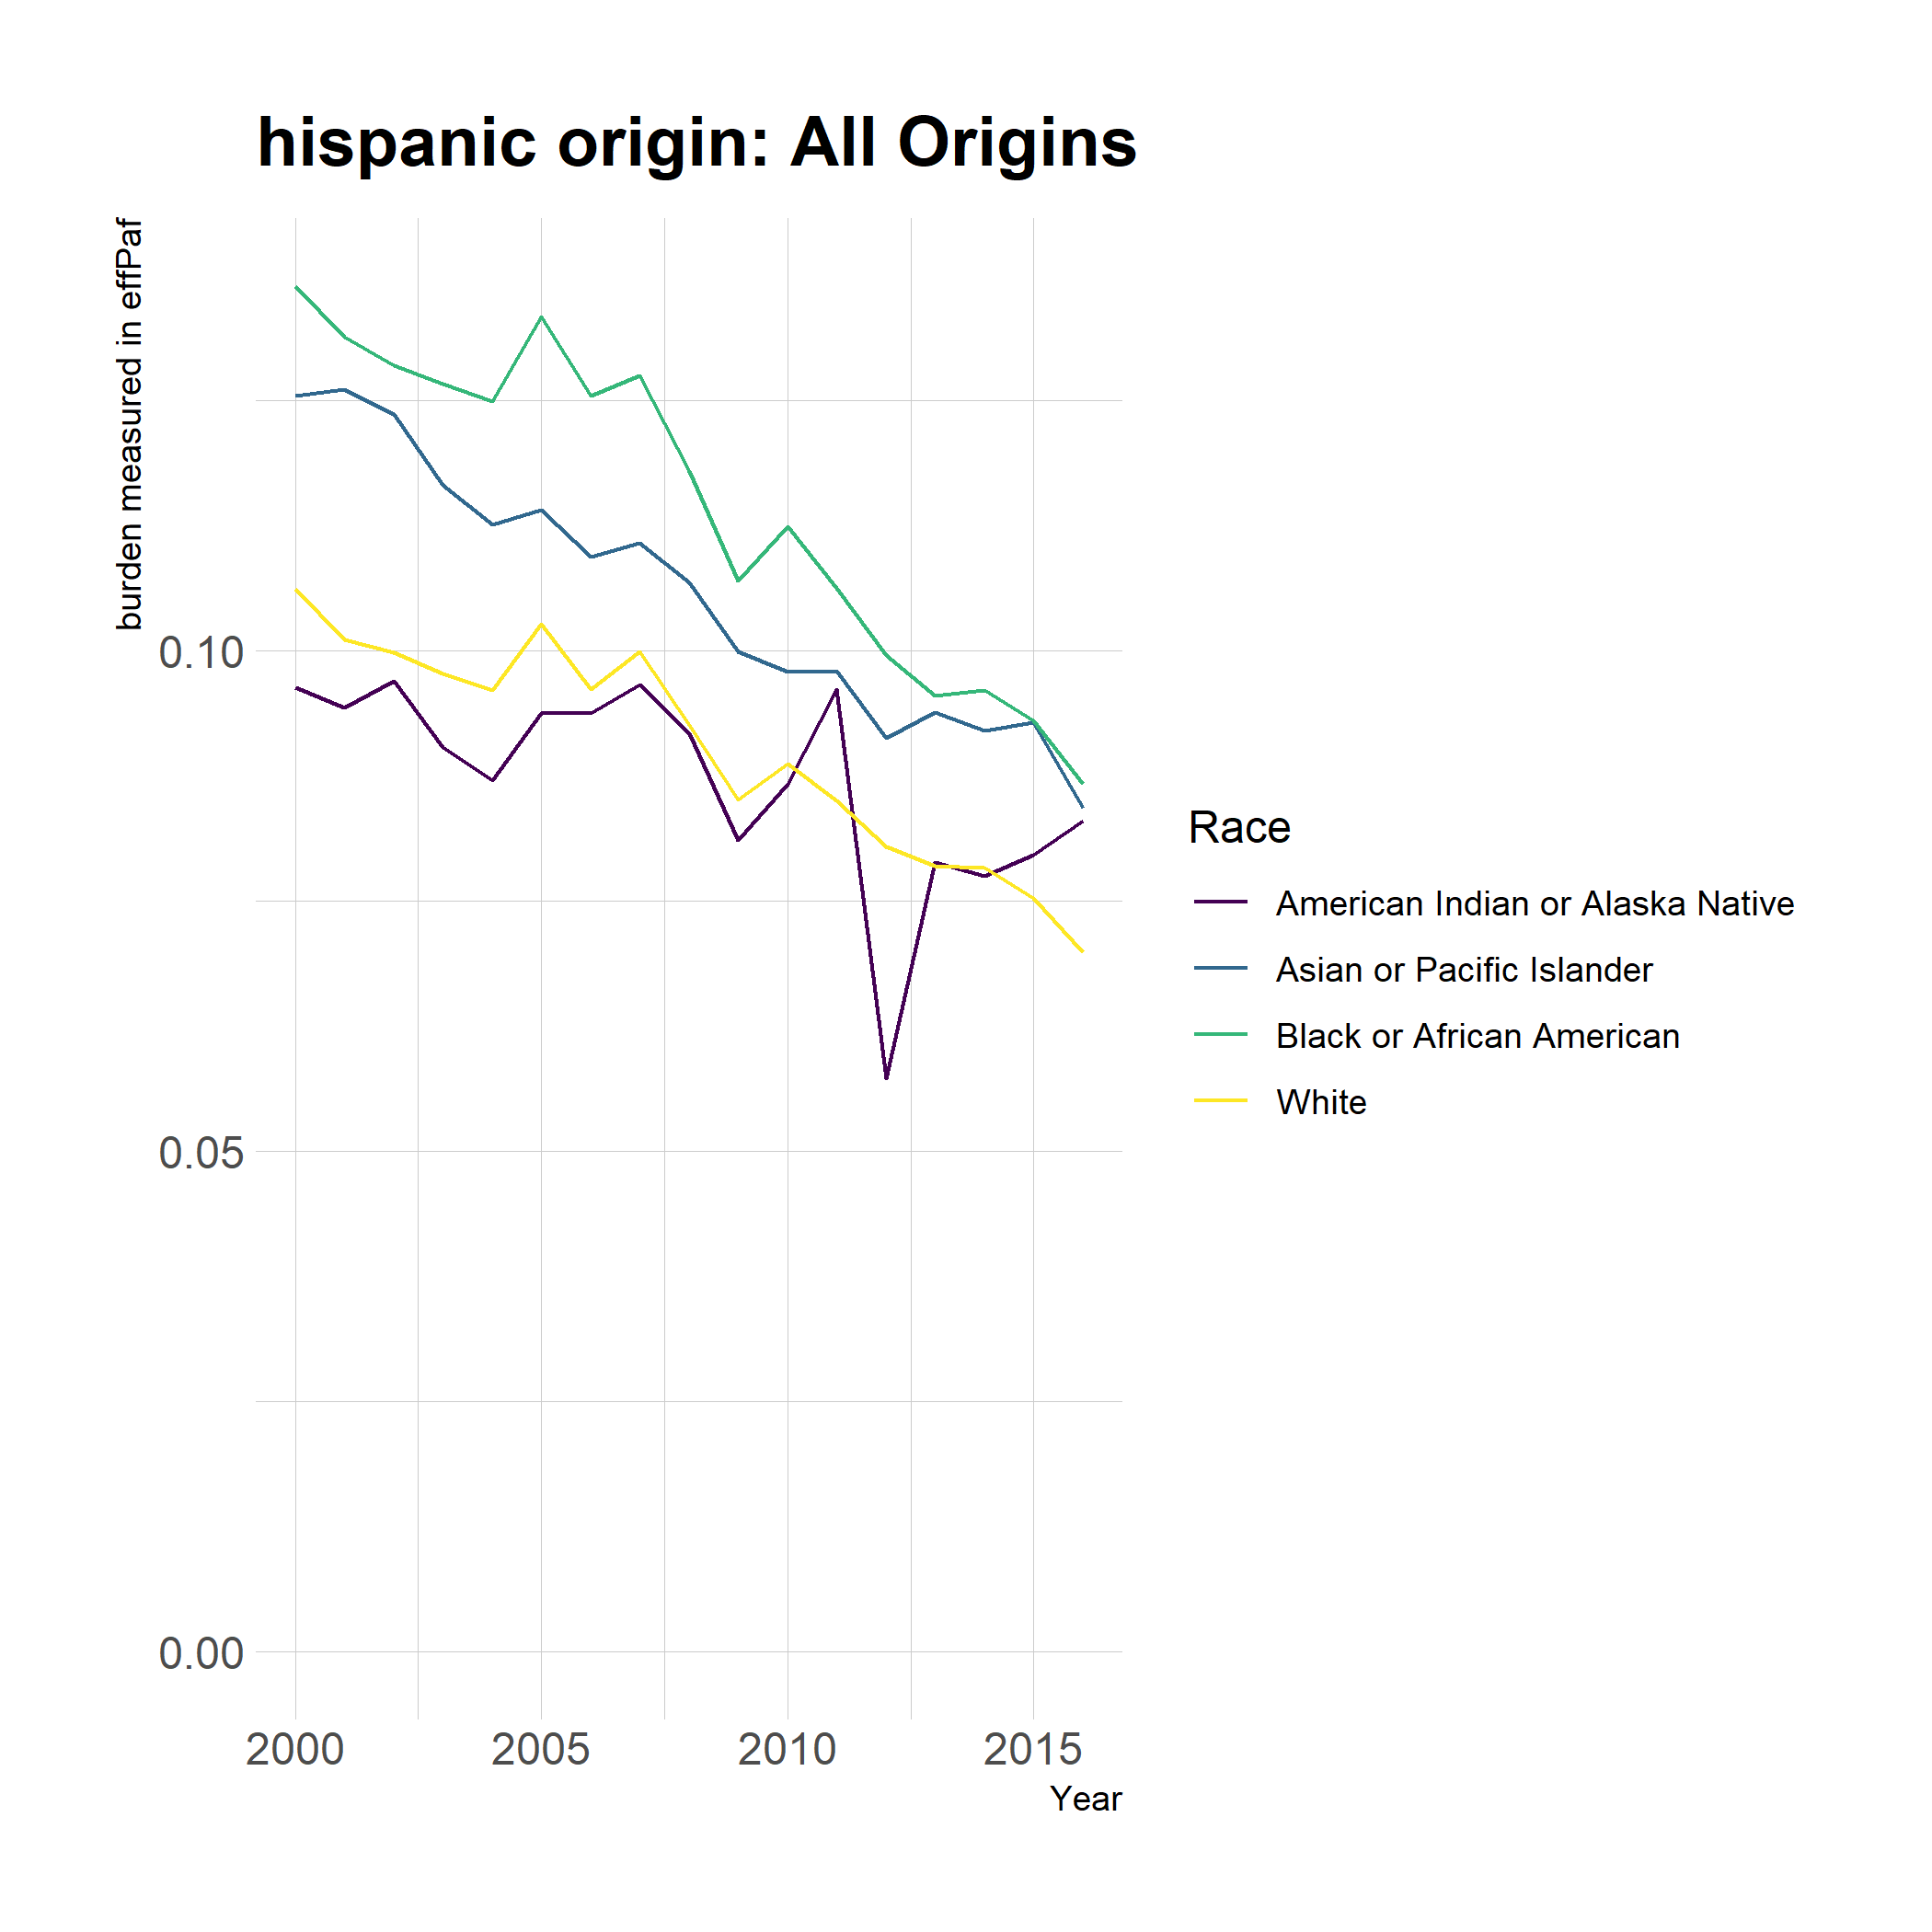 hispanic origin: All Origins
burden measured in effPaf
0.10
0.05
0.00
2000 2005 2010 2015
Year
Race
American Indian or Alaska Native
Asian or Pacific Islander
Black or African American
White